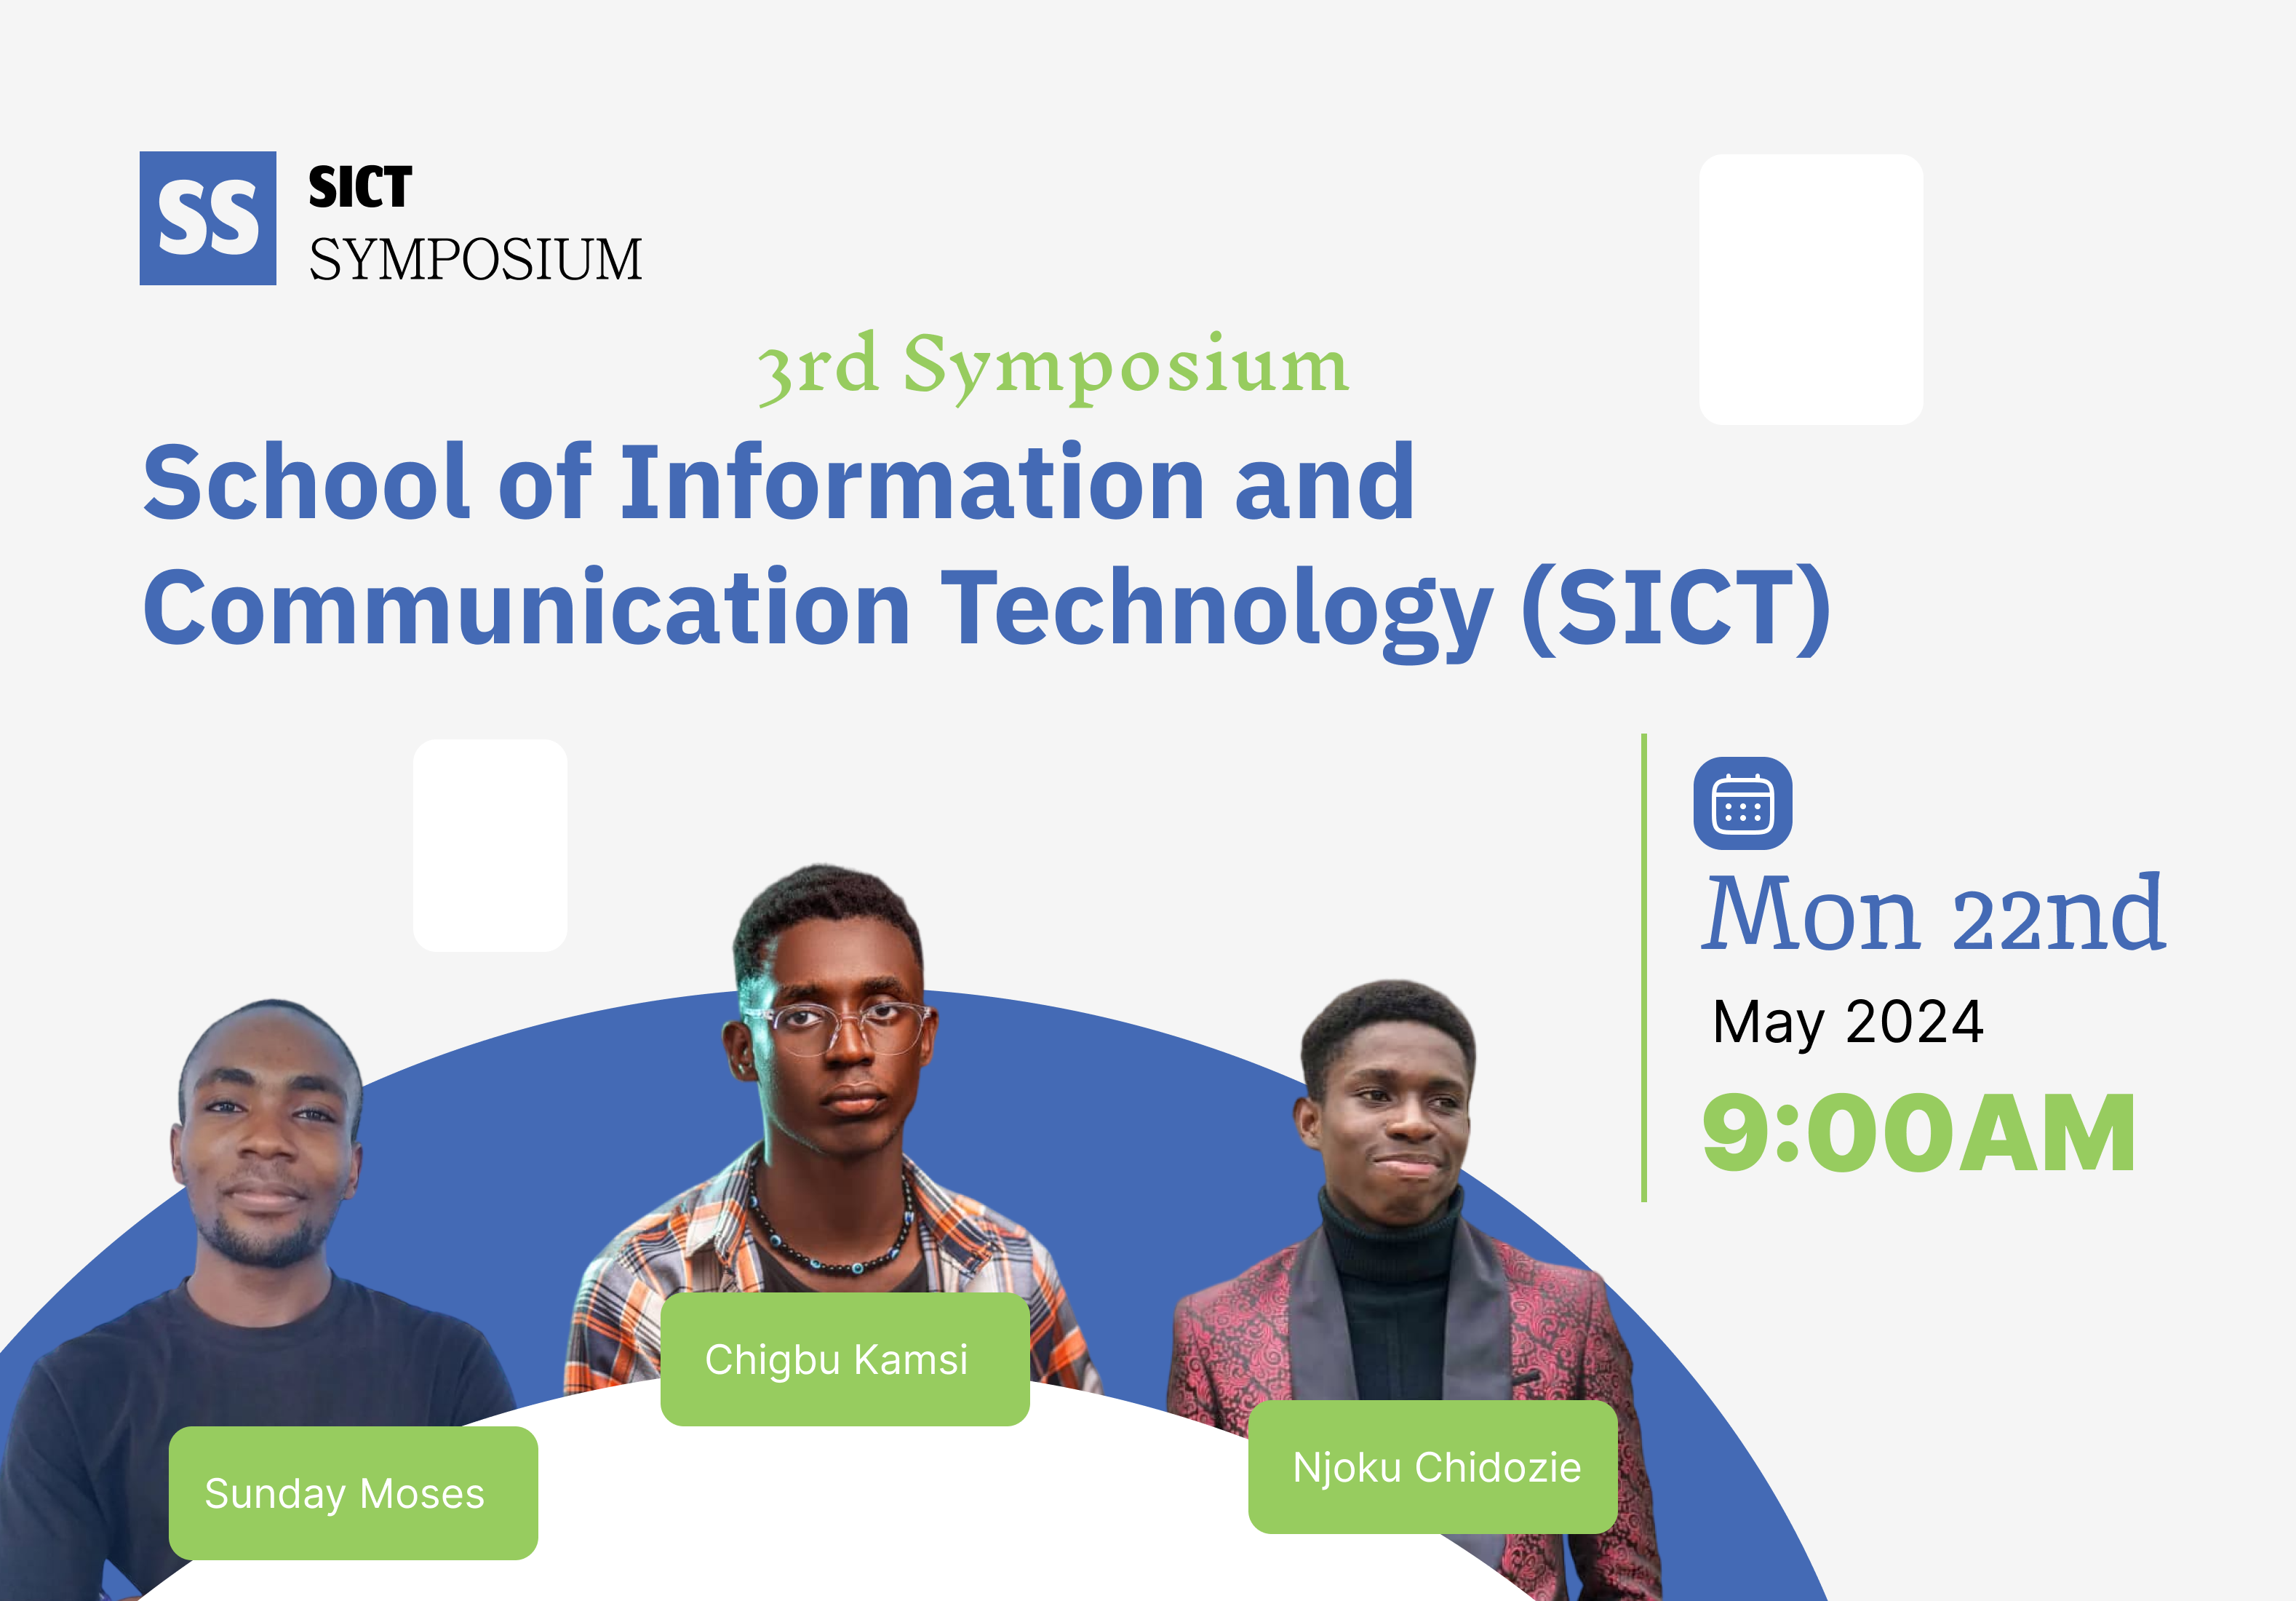 SS
SICT
SYMPOSIUM
3rd Symposium
School of Information and
Communication Technology (SICT)
Mon 22nd
May 2024
9:00AM
Chigbu Kamsi
Njoku Chidozie
Sunday Moses